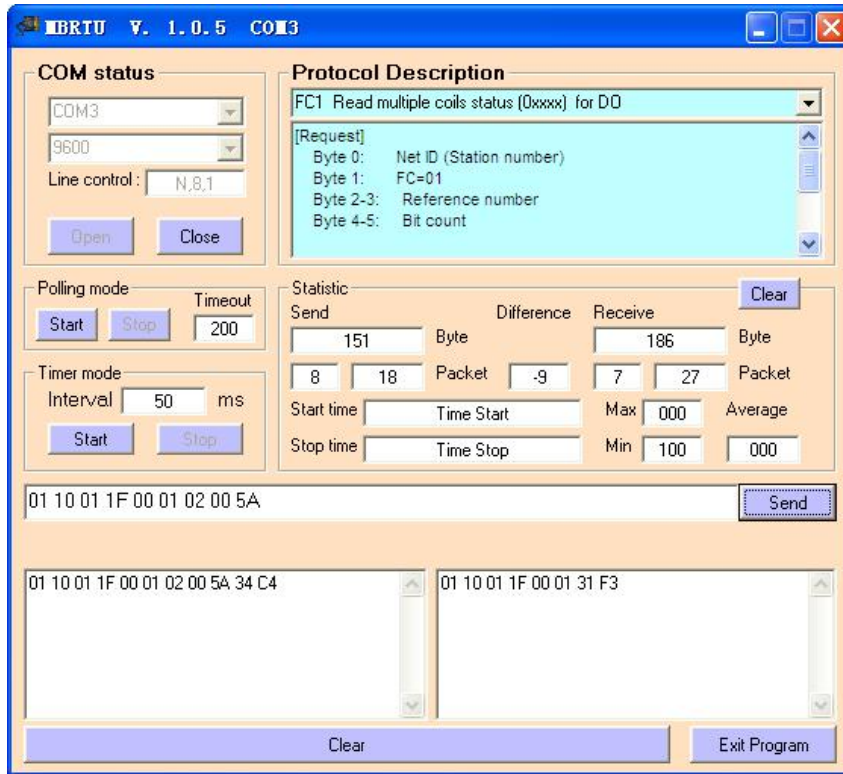 MBRTU V. 1.0.5 COM3
COM status
COM3
9600
Line control : N,8,1
Open Close
Protocol Description
FC1 Read multiple coils status (0xxxx) for DO
[Request]
Byte 0: Net ID (Station number)
Byte 1: FC=01
Byte 2-3: Reference number
Byte 4-5: Bit count
Polling mode
Timeout
Start Stop 200
Timer mode
Interval 50 ms
Start Stop
Statistic Clear
Send Difference Receive
151 Byte 186 Byte
8 18 Packet -9 7 27 Packet
Start time Time Start Max 000 Average
Stop time Time Stop Min 100 000
01 10 01 1F 00 01 02 00 5A Send
01 10 01 1F 00 01 02 00 5A 34 C4
01 10 01 1F 00 01 31 F3
Clear Exit Program